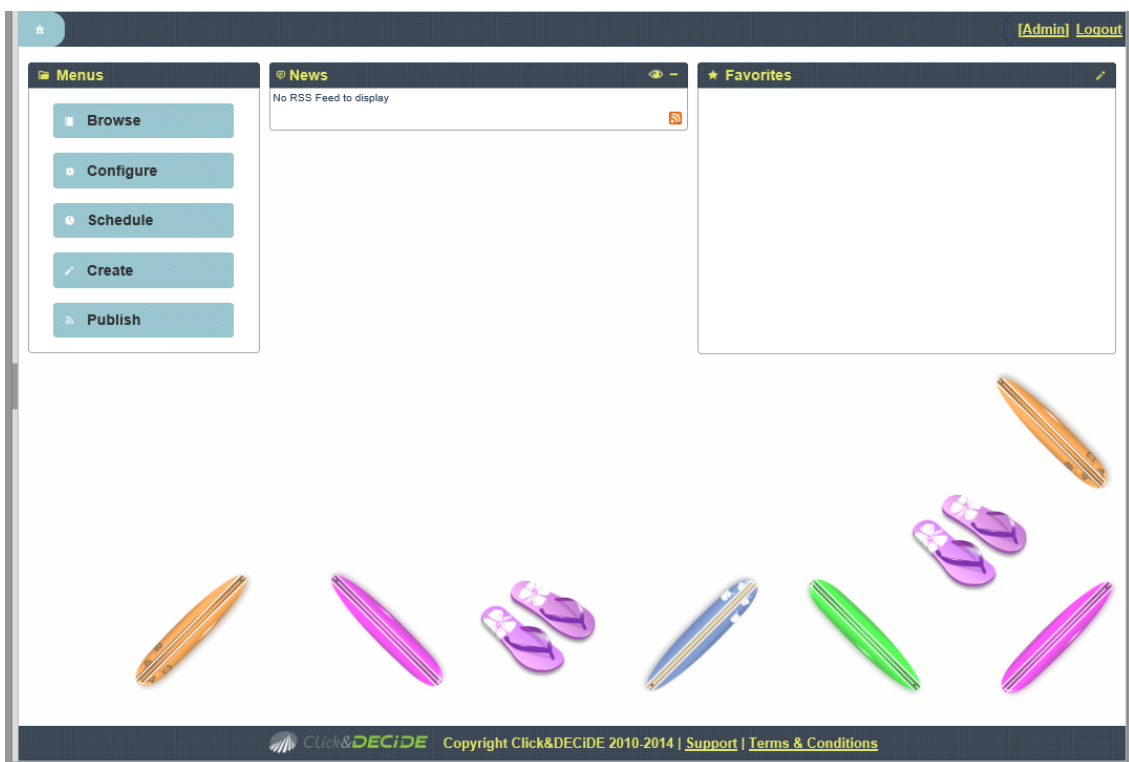 [Admin] Logout
Menus
Browse
Configure
Schedule
Create
Publish
News
No RSS Feed to display
Favorites
Click&DECiDE Copyright Click&DECiDE 2010-2014 | Support | Terms & Conditions